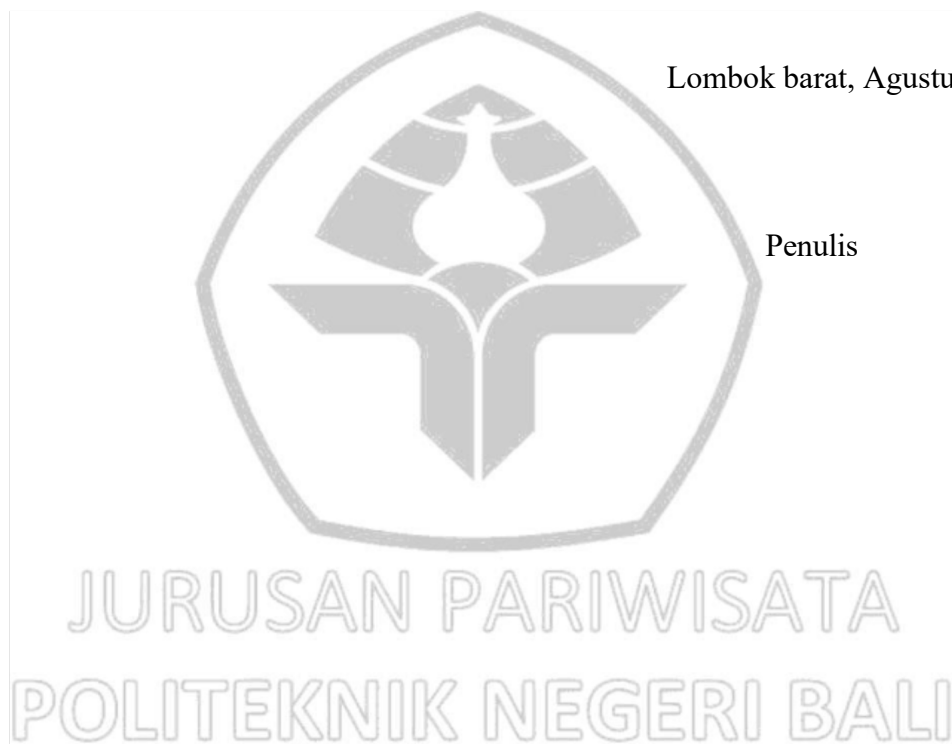 Lombok barat, Agustu
Penulis
JURUSAN PARIWISATA
POLITEKNIK NEGERI BALI